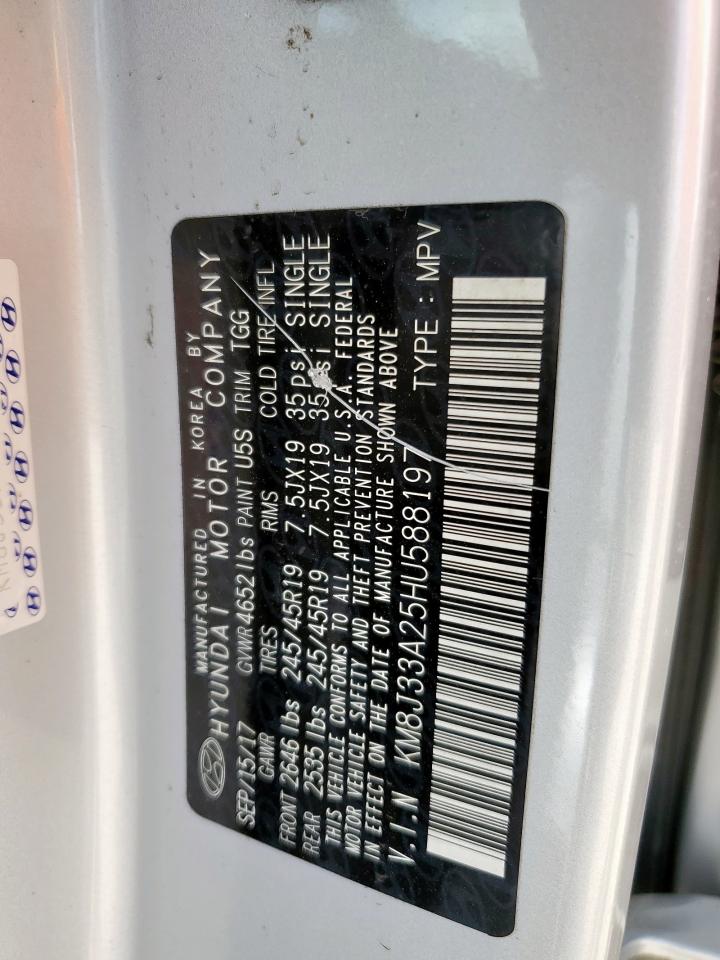 MANUFACTURED IN KOREA BY
HYUNDAI MOTOR COMPANY
SEP/15/17 GVWR 4652 lbs PAINT U5S TRIM TGG
GAWR TIRES RIMS COLD TIRE INFL
FRONT 2646 lbs 245/45R19 7.5JX19 35 psi SINGLE
REAR 2535 lbs 245/45R19 7.5JX19 35 psi SINGLE
THIS VEHICLE CONFORMS TO ALL APPLICABLE U.S.A. FEDERAL
MOTOR VEHICLE SAFETY AND THEFT PREVENTION STANDARDS
IN EFFECT ON THE DATE OF MANUFACTURE SHOWN ABOVE
V.I.N KM8J33A25HU588197 TYPE : MPV